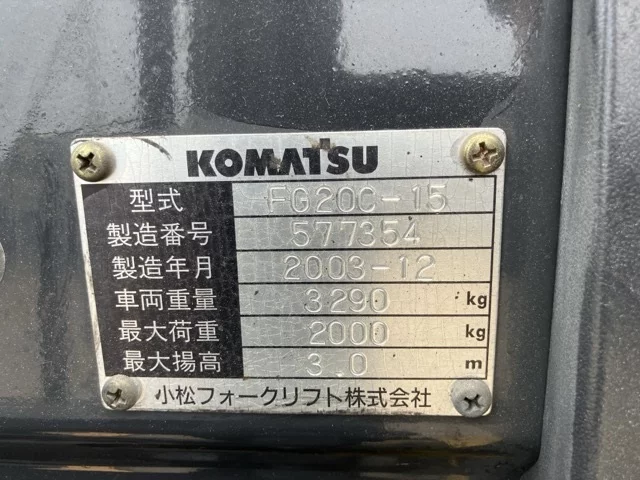 KOMATSU
型式 FG20C-15
製造番号 577354
製造年月 2003-12
車両重量 3290 kg
最大荷重 2000 kg
最大揚高 3.0 m
小松フォークリフト株式会社